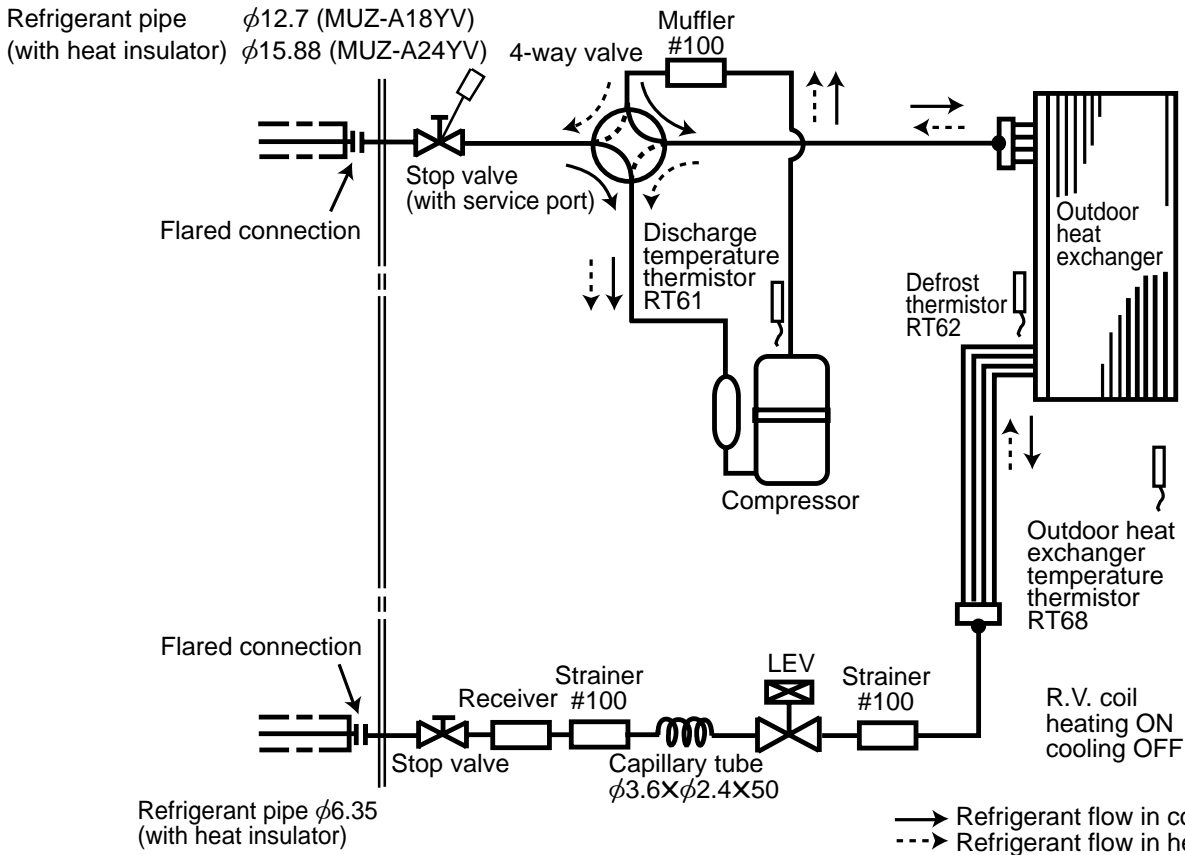 Refrigerant pipe ϕ12.7 (MUZ-A18YV)
(with heat insulator) ϕ15.88 (MUZ-A24YV)
4-way valve
Muffler
#100
Stop valve
(with service port)
Flared connection
Discharge
temperature
thermistor
RT61
Outdoor
heat
exchanger
Defrost
thermistor
RT62
Compressor
Outdoor heat
exchanger
temperature
thermistor
RT68
Flared connection
Receiver
Strainer
#100
LEV
Strainer
#100
R.V. coil
heating ON
cooling OFF
Stop valve
Capillary tube
ϕ3.6×ϕ2.4×50
Refrigerant pipe ϕ6.35
(with heat insulator)
Refrigerant flow in
Refrigerant flow in